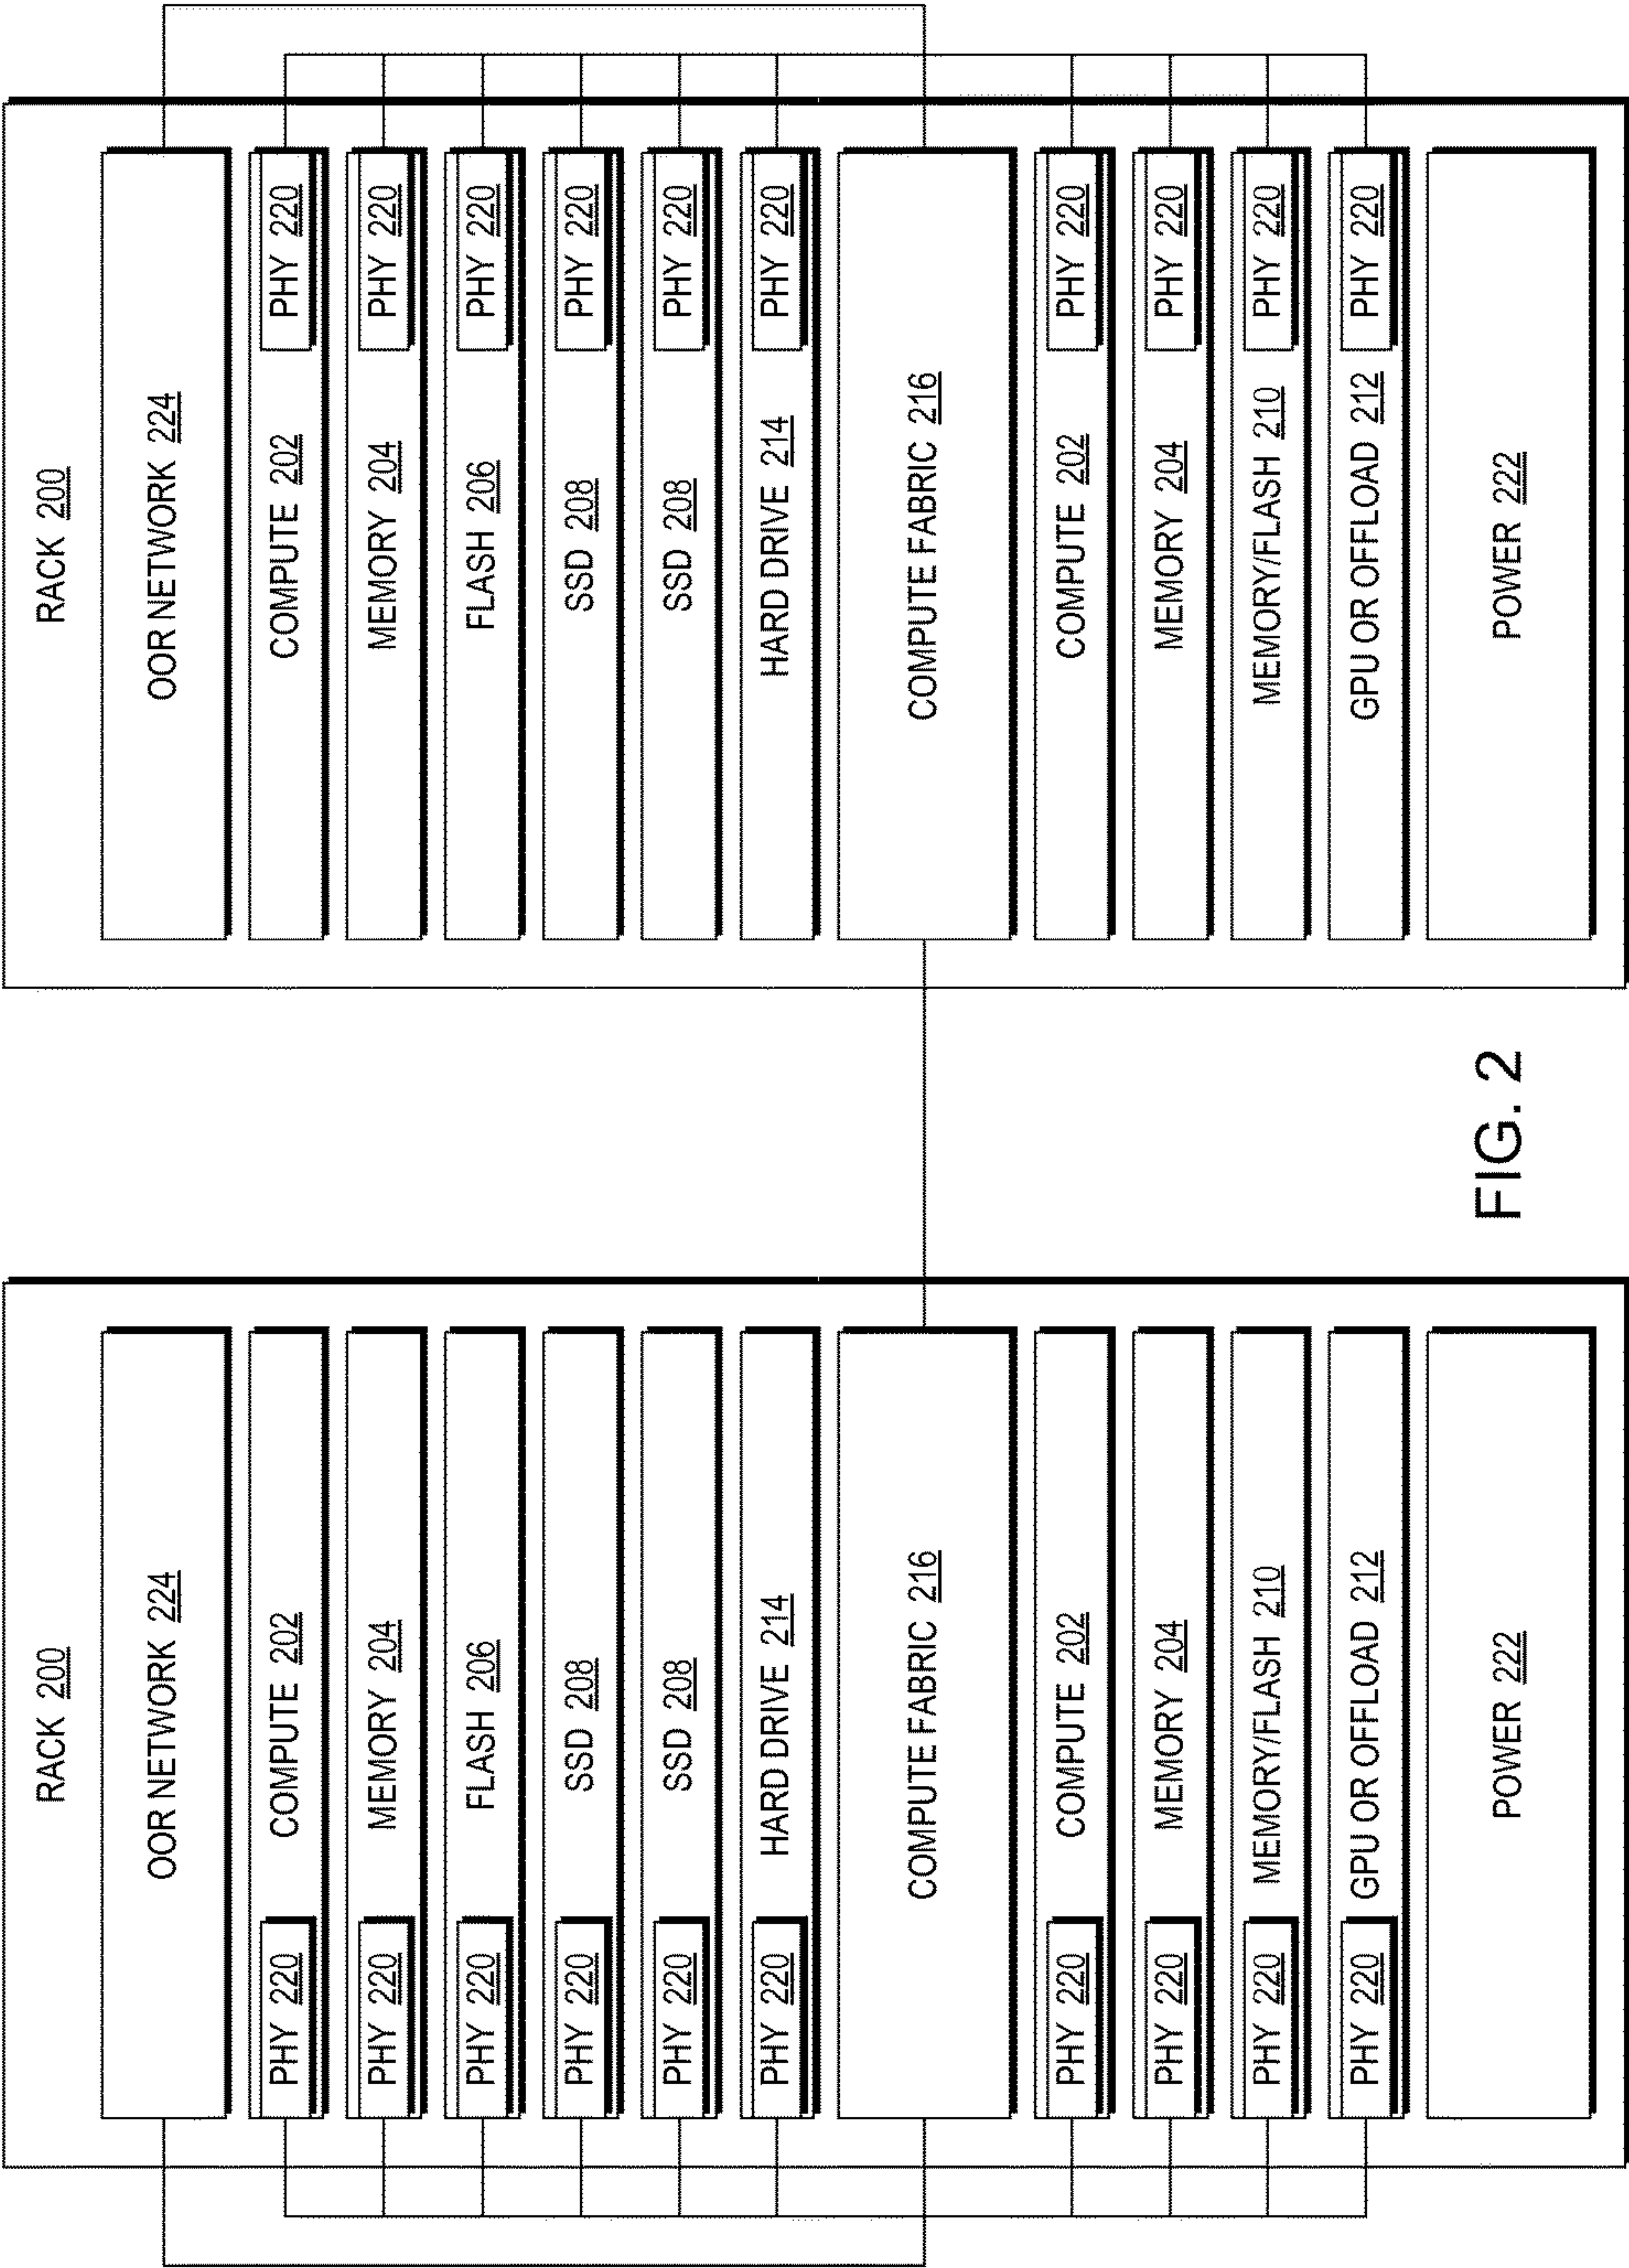 RACK 200
OOR NETWORK 224
PHY 220
COMPUTE 202
PHY 220
MEMORY 204
PHY 220
FLASH 206
PHY 220
SSD 208
PHY 220
SSD 208
PHY 220
HARD DRIVE 214
COMPUTE FABRIC 216
PHY 220
COMPUTE 202
PHY 220
MEMORY 204
PHY 220
MEMORY/FLASH 210
PHY 220
GPU OR OFFLOAD 212
POWER 222
RACK 200
OOR NETWORK 224
COMPUTE 202
PHY 220
MEMORY 204
PHY 220
FLASH 206
PHY 220
SSD 208
PHY 220
SSD 208
PHY 220
HARD DRIVE 214
PHY 220
COMPUTE FABRIC 216
COMPUTE 202
PHY 220
MEMORY 204
PHY 220
MEMORY/FLASH 210
PHY 220
GPU OR OFFLOAD 212
PHY 220
POWER 222
FIG. 2